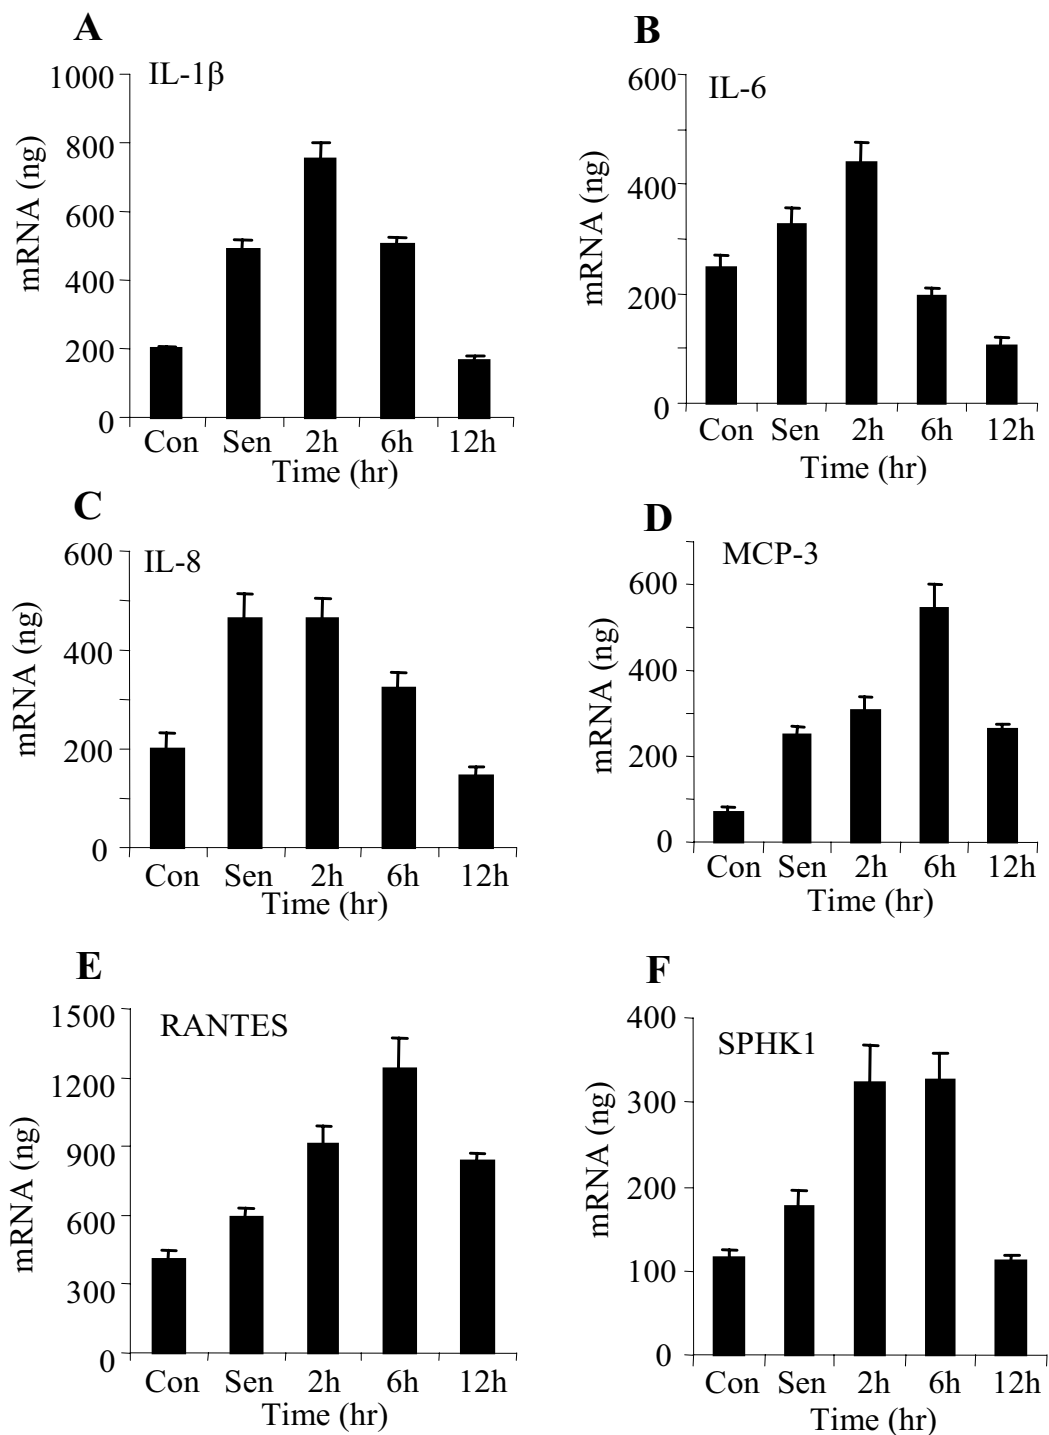 A
IL-1β
mRNA (ng)
1000
800
600
400
200
0
Con Sen 2h 6h 12h
Time (hr)
B
IL-6
mRNA (ng)
600
400
200
0
Con Sen 2h 6h 12h
Time (hr)
C
IL-8
mRNA (ng)
600
400
200
0
Con Sen 2h 6h 12h
Time (hr)
D
MCP-3
mRNA (ng)
600
400
200
0
Con Sen 2h 6h 12h
Time (hr)
E
RANTES
mRNA (ng)
1500
1200
900
600
300
0
Con Sen 2h 6h 12h
Time (hr)
F
SPHK1
mRNA (ng)
400
300
200
100
0
Con Sen 2h 6h 12h
Time (hr)